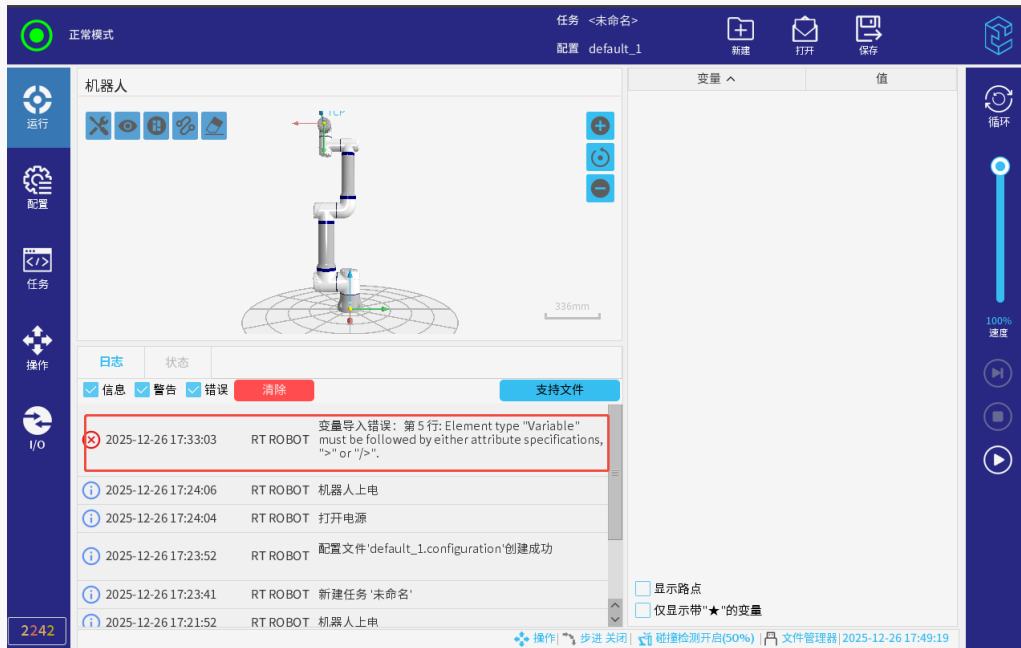 正常模式
任务 <未命名>
配置 default_1
新建
打开
保存
运行
配置
任务
操作
I/O
2242
机器人
TCP
336mm
日志
状态
信息
警告
错误
清除
支持文件
2025-12-26 17:33:03 RT ROBOT 变量导入错误：第 5 行: Element type "Variable"
must be followed by either attribute specifications,
">" or "/>".
2025-12-26 17:24:06 RT ROBOT 机器人上电
2025-12-26 17:24:04 RT ROBOT 打开电源
2025-12-26 17:23:52 RT ROBOT 配置文件'default_1.configuration'创建成功
2025-12-26 17:23:41 RT ROBOT 新建任务 '未命名'
2025-12-26 17:21:52 RT ROBOT 机器人上电
变量
值
显示路点
仅显示带"★"的变量
循环
100%
速度
操作| 步进 关闭| 碰撞检测开启(50%) | 文件管理器| 2025-12-26 17:49:19